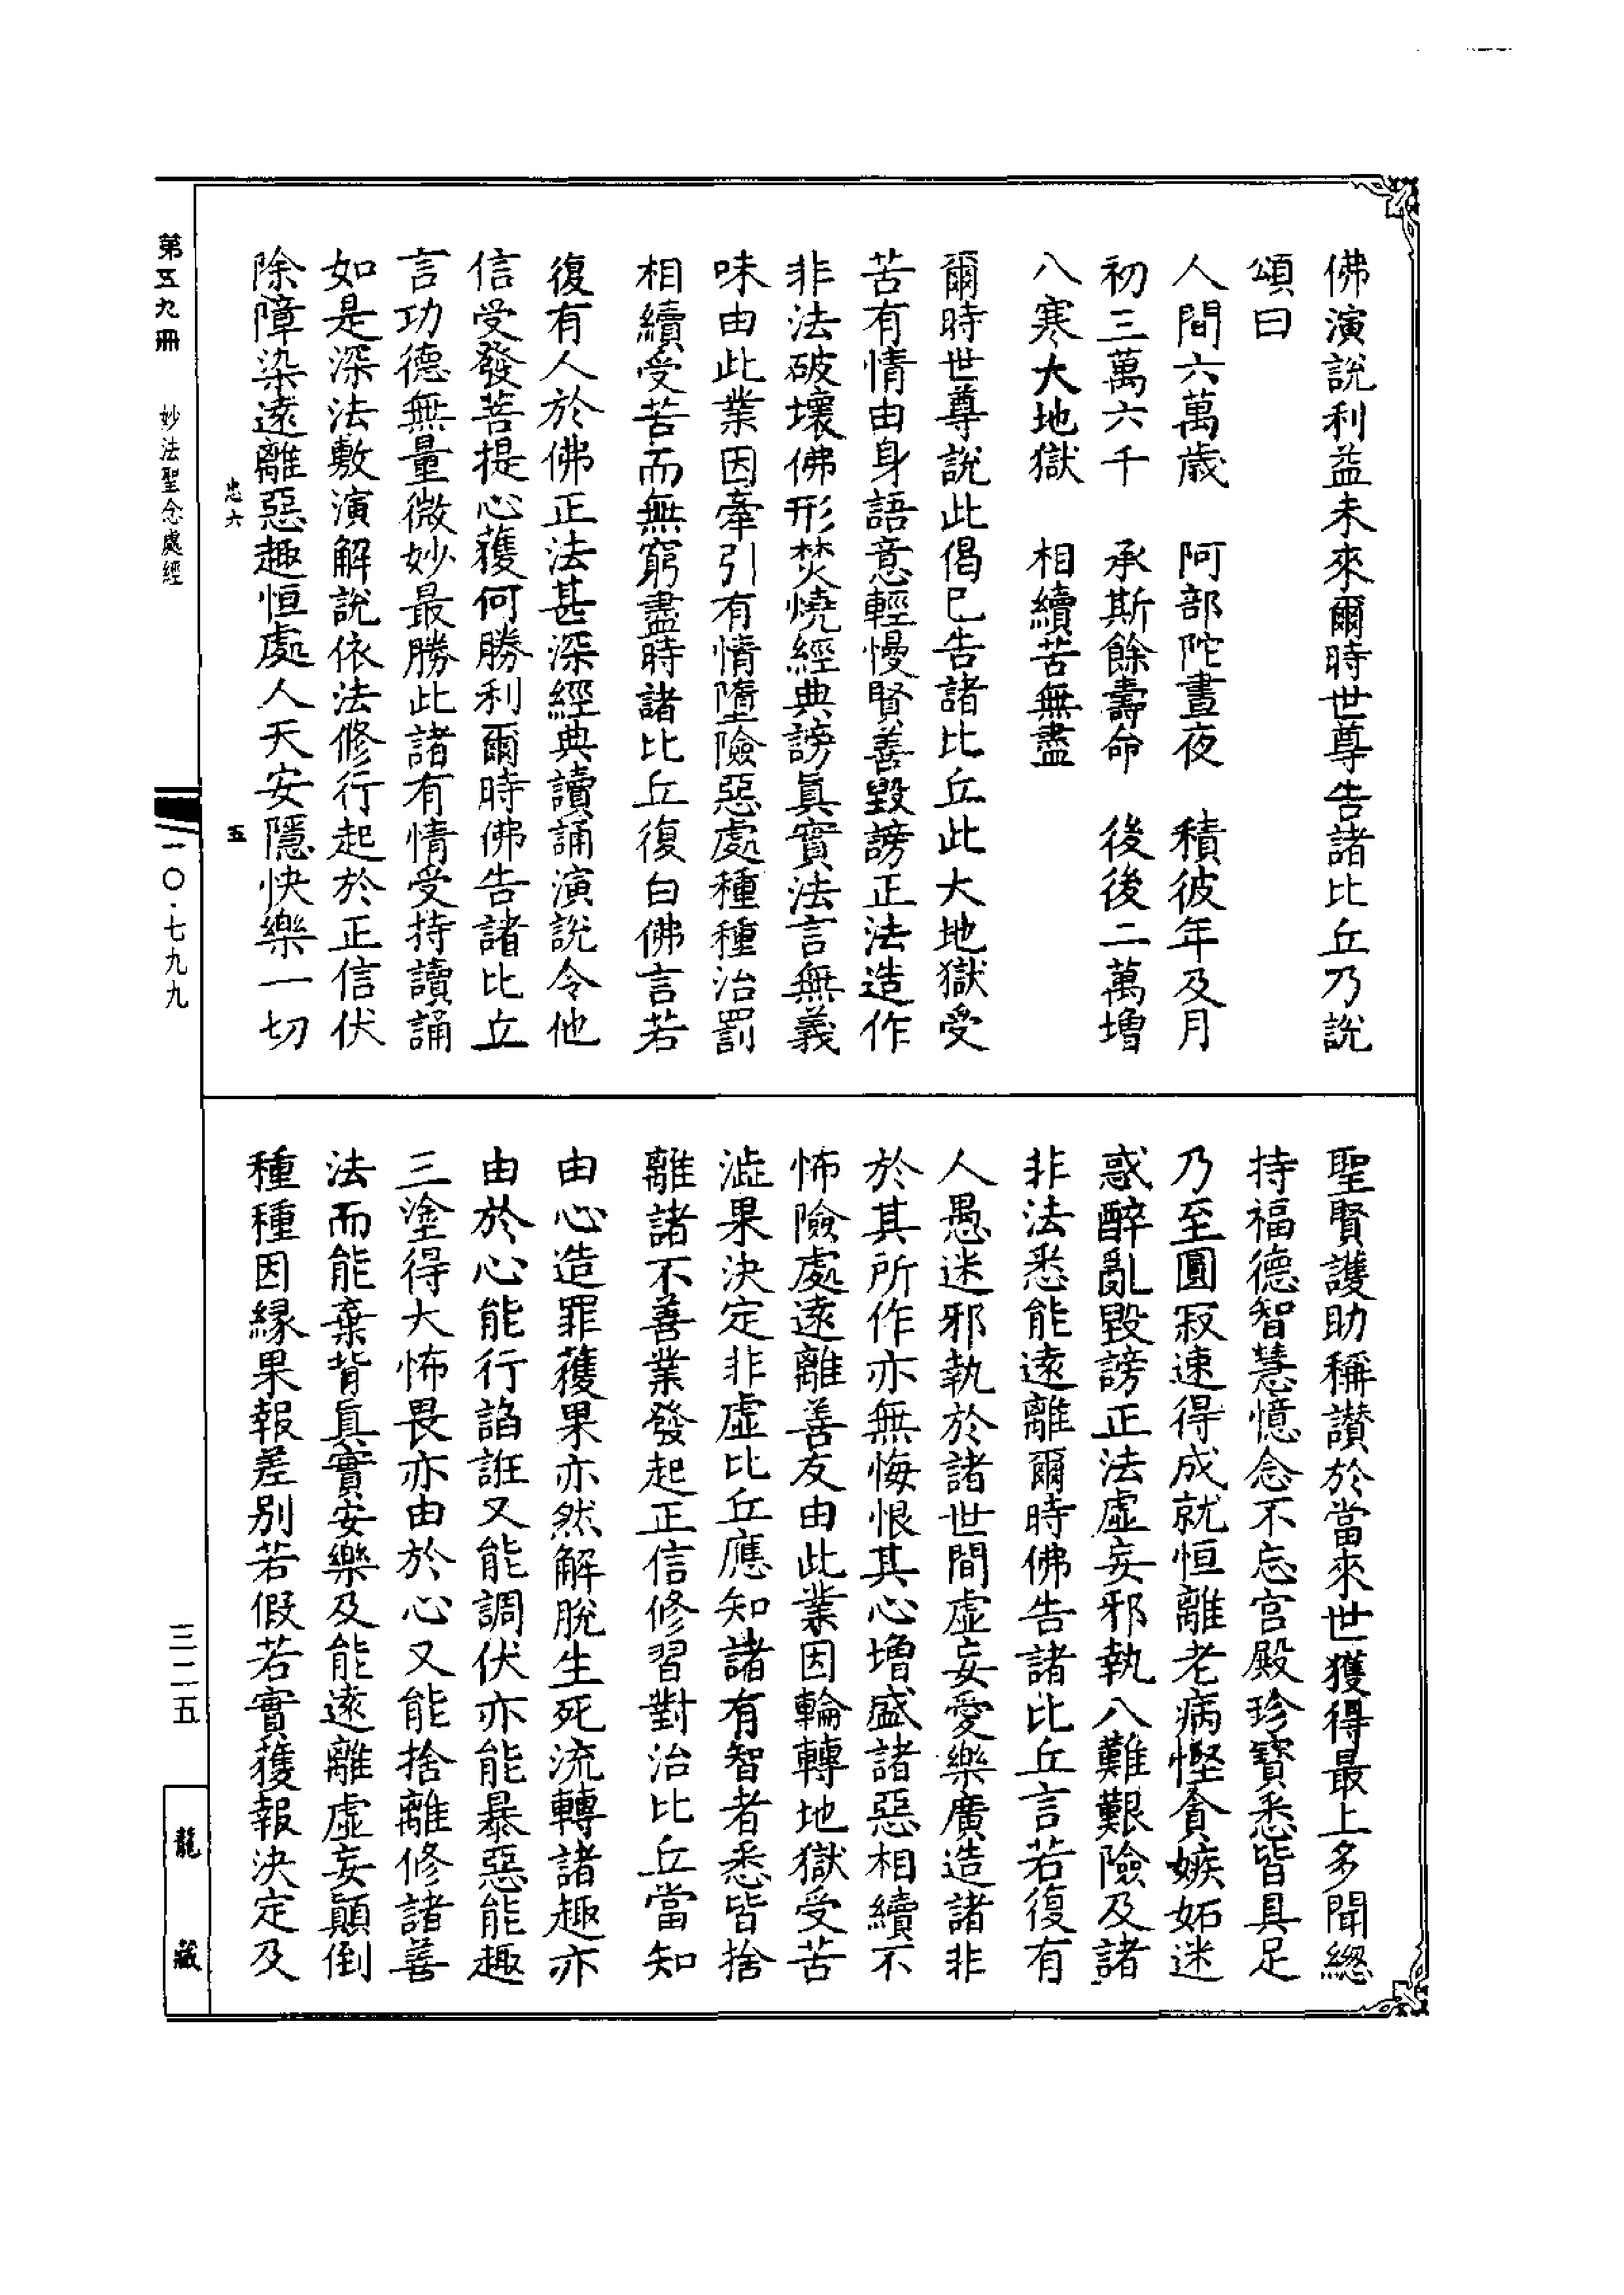 佛演說利益未來爾時世尊告諸比丘乃說
頌曰
人間六萬歲　阿部陀晝夜　積彼年及月
初三萬六千　承斯餘壽命　後後二萬增
八寒大地獄　相續苦無盡
爾時世尊說此偈已告諸比丘此大地獄受
苦有情由身語意輕慢賢善毀謗正法造作
非法破壞佛形焚燒經典謗真實法言無義
味由此業因牽引有情墮險惡處種種治罰
相續受苦而無窮盡時諸比丘復白佛言若
復有人於佛正法甚深經典讀誦演說令他
信受發菩提心獲何勝利爾時佛告諸比丘
言功德無量微妙最勝此諸有情受持讀誦
如是深法敷演解說依法修行起於正信伏
除障染遠離惡趣恒處人天安隱快樂一切
忠六　五
聖賢護助稱讚於當來世獲得最上多聞總
持福德智慧憶念不忘宮殿珍寶悉皆具足
乃至圓寂速得成就恒離老病慳貪嫉妬迷
惑醉亂毀謗正法虛妄邪執八難艱險及諸
非法悉能遠離爾時佛告諸比丘言若復有
人愚迷邪執於諸世間虛妄愛樂廣造諸非
於其所作亦無悔恨其心增盛諸惡相續不
怖險處遠離善友由此業因輪轉地獄受苦
澁果決定非虛比丘應知諸有智者悉皆捨
離諸不善業發起正信修習對治比丘當知
由心造罪獲果亦然解脫生死流轉諸趣亦
由於心能行諂誑又能調伏亦能暴惡能趣
三塗得大怖畏亦由於心又能捨離修諸善
法而能棄背真實安樂及能遠離虛妄顛倒
種種因緣果報差別若假若實獲報決定及
第五九冊　妙法聖念處經　一〇·七九九　三二五　龍藏